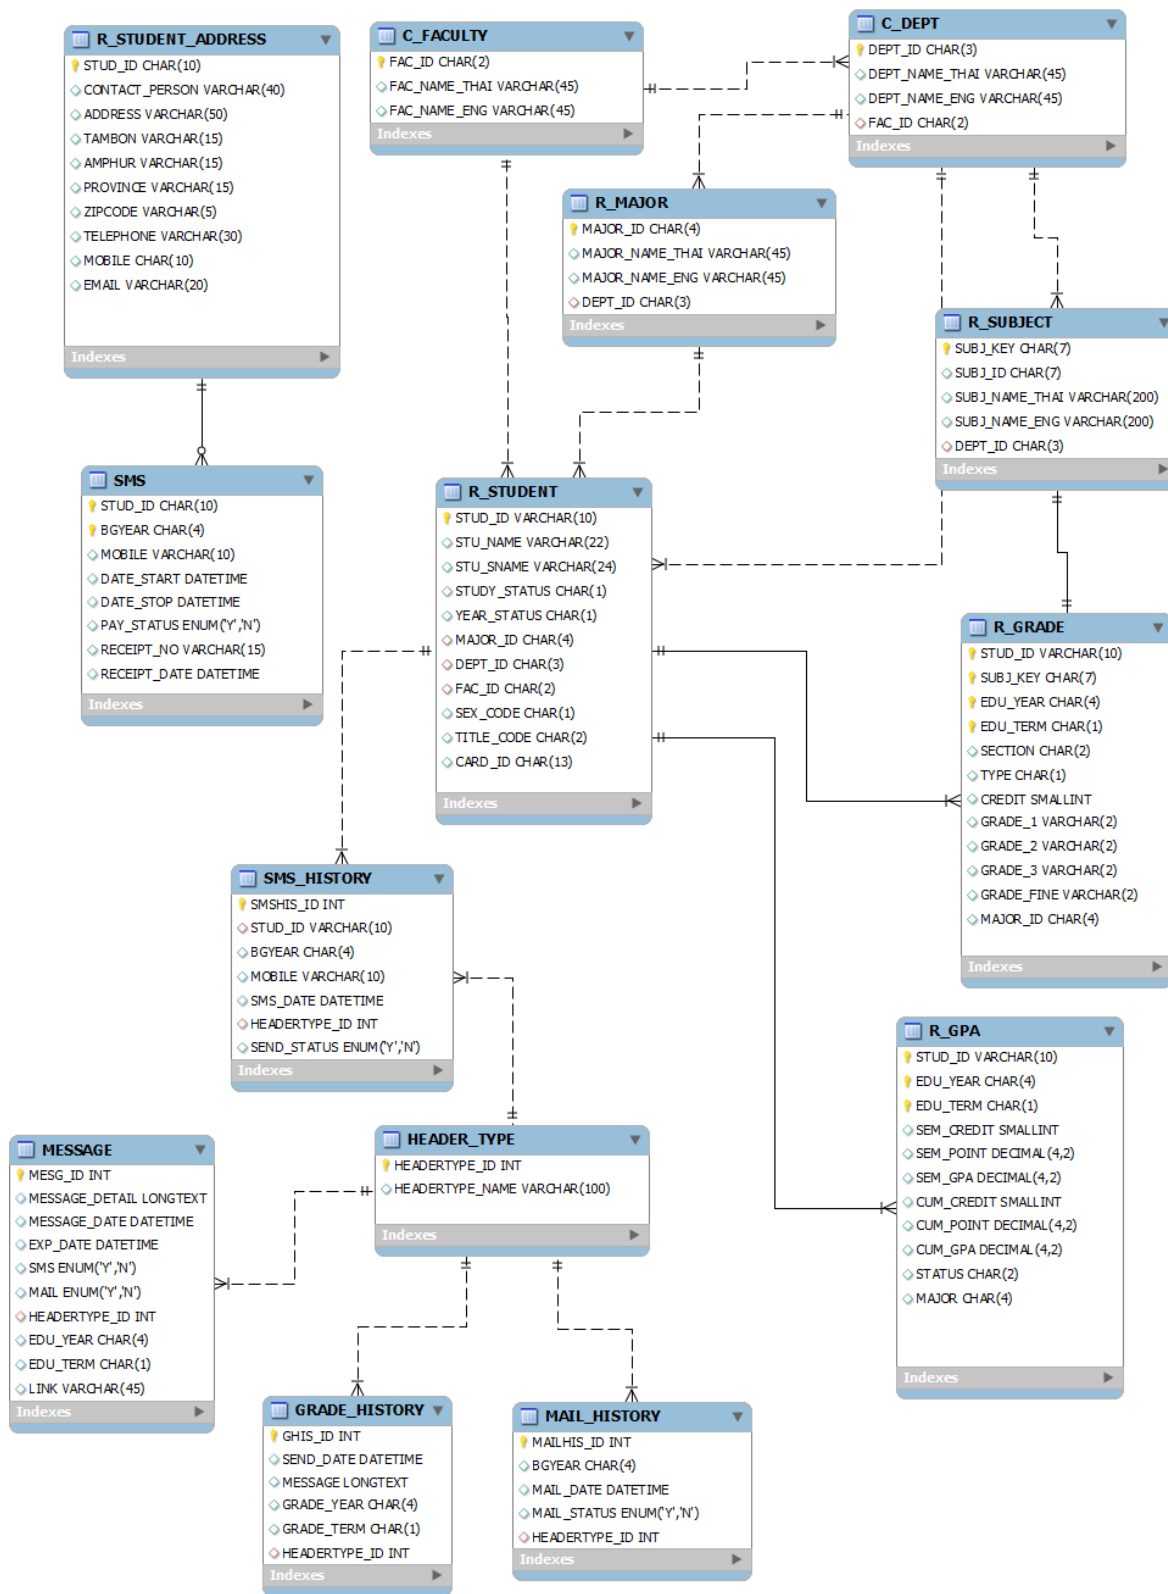 R_STUDENT_ADDRESS
STUD_ID CHAR(10)
CONTACT_PERSON VARCHAR(40)
ADDRESS VARCHAR(50)
TAMBON VARCHAR(15)
AMPHUR VARCHAR(15)
PROVINCE VARCHAR(15)
ZIPCODE VARCHAR(5)
TELEPHONE VARCHAR(30)
MOBILE CHAR(10)
EMAIL VARCHAR(20)
Indexes
C_FACULTY
FAC_ID CHAR(2)
FAC_NAME_THAI VARCHAR(45)
FAC_NAME_ENG VARCHAR(45)
Indexes
C_DEPT
DEPT_ID CHAR(3)
DEPT_NAME_THAI VARCHAR(45)
DEPT_NAME_ENG VARCHAR(45)
FAC_ID CHAR(2)
Indexes
R_MAJOR
MAJOR_ID CHAR(4)
MAJOR_NAME_THAI VARCHAR(45)
MAJOR_NAME_ENG VARCHAR(45)
DEPT_ID CHAR(3)
Indexes
R_SUBJECT
SUBJ_KEY CHAR(7)
SUBJ_ID CHAR(7)
SUBJ_NAME_THAI VARCHAR(200)
SUBJ_NAME_ENG VARCHAR(200)
DEPT_ID CHAR(3)
Indexes
SMS
STUD_ID CHAR(10)
BGYEAR CHAR(4)
MOBILE VARCHAR(10)
DATE_START DATETIME
DATE_STOP DATETIME
PAY_STATUS ENUM('Y','N')
RECEIPT_NO VARCHAR(15)
RECEIPT_DATE DATETIME
Indexes
R_STUDENT
STUD_ID VARCHAR(10)
STU_NAME VARCHAR(22)
STU_SNAME VARCHAR(24)
STUDY_STATUS CHAR(1)
YEAR_STATUS CHAR(1)
MAJOR_ID CHAR(4)
DEPT_ID CHAR(3)
FAC_ID CHAR(2)
SEX_CODE CHAR(1)
TITLE_CODE CHAR(2)
CARD_ID CHAR(13)
Indexes
R_GRADE
STUD_ID VARCHAR(10)
SUBJ_KEY CHAR(7)
EDU_YEAR CHAR(4)
EDU_TERM CHAR(1)
SECTION CHAR(2)
TYPE CHAR(1)
CREDIT SMALLINT
GRADE_1 VARCHAR(2)
GRADE_2 VARCHAR(2)
GRADE_3 VARCHAR(2)
GRADE_FINE VARCHAR(2)
MAJOR_ID CHAR(4)
Indexes
SMS_HISTORY
SMSHIS_ID INT
STUD_ID VARCHAR(10)
BGYEAR CHAR(4)
MOBILE VARCHAR(10)
SMS_DATE DATETIME
HEADERTYPE_ID INT
SEND_STATUS ENUM('Y','N')
Indexes
R_GPA
STUD_ID VARCHAR(10)
EDU_YEAR CHAR(4)
EDU_TERM CHAR(1)
SEM_CREDIT SMALLINT
SEM_POINT DECIMAL(4,2)
SEM_GPA DECIMAL(4,2)
CUM_CREDIT SMALLINT
CUM_POINT DECIMAL(4,2)
CUM_GPA DECIMAL(4,2)
STATUS CHAR(2)
MAJOR CHAR(4)
Indexes
MESSAGE
MESG_ID INT
MESSAGE_DETAIL LONGTEXT
MESSAGE_DATE DATETIME
EXP_DATE DATETIME
SMS ENUM('Y','N')
MAIL ENUM('Y','N')
HEADERTYPE_ID INT
EDU_YEAR CHAR(4)
EDU_TERM CHAR(1)
LINK VARCHAR(45)
Indexes
HEADER_TYPE
HEADERTYPE_ID INT
HEADERTYPE_NAME VARCHAR(100)
Indexes
GRADE_HISTORY
GHIS_ID INT
SEND_DATE DATETIME
MESSAGE LONGTEXT
GRADE_YEAR CHAR(4)
GRADE_TERM CHAR(1)
HEADERTYPE_ID INT
Indexes
MAIL_HISTORY
MAILHIS_ID INT
BGYEAR CHAR(4)
MAIL_DATE DATETIME
MAIL_STATUS ENUM('Y','N')
HEADERTYPE_ID INT
Indexes